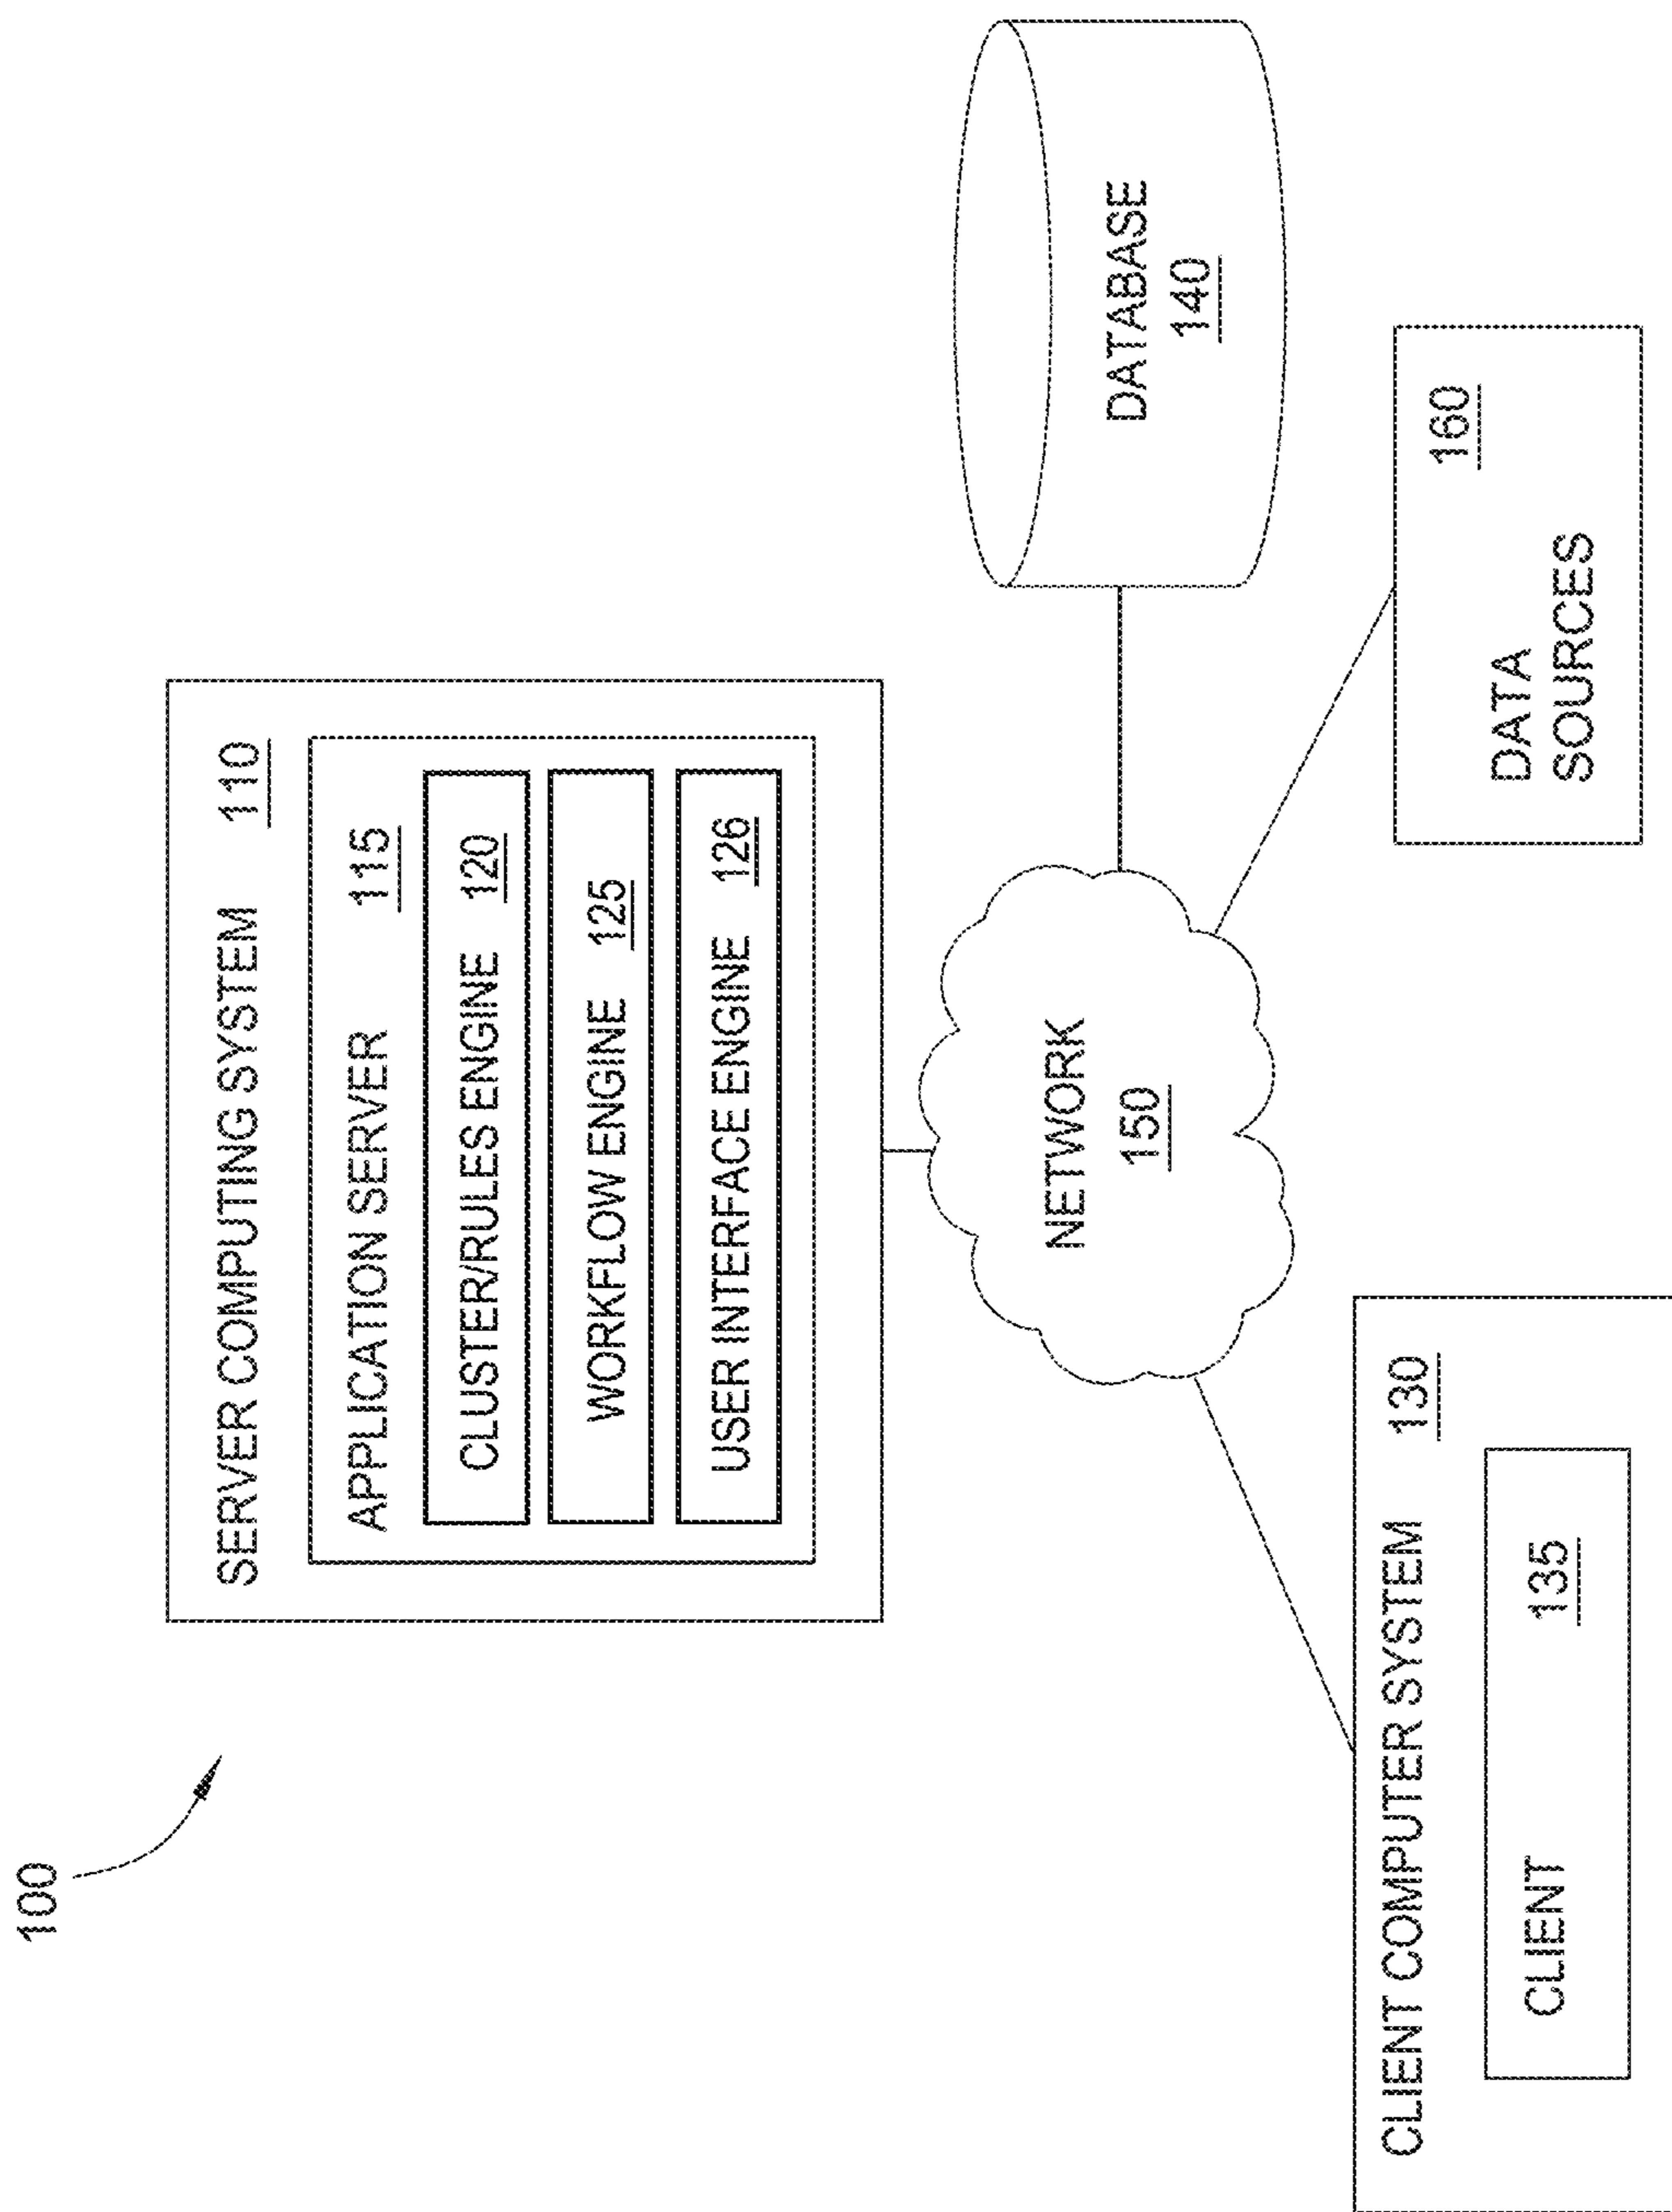 100
SERVER COMPUTING SYSTEM 110
APPLICATION SERVER 115
CLUSTER/RULES ENGINE 120
WORKFLOW ENGINE 125
USER INTERFACE ENGINE 126
NETWORK
150
DATABASE
140
CLIENT COMPUTER SYSTEM 130
CLIENT 135
160
DATA
SOURCES